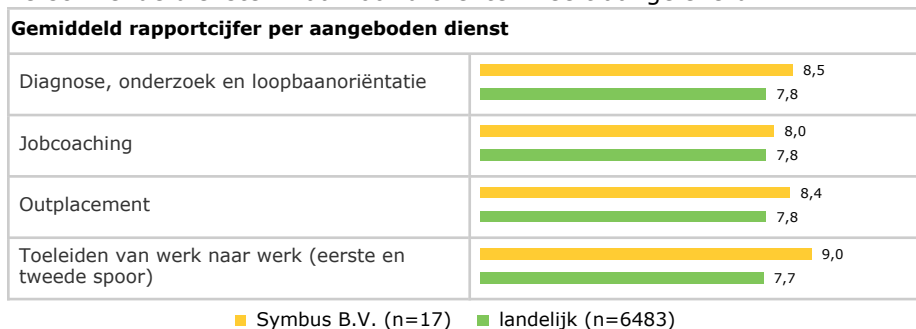 Gemiddeld rapportcijfer per aangeboden dienst
Diagnose, onderzoek en loopbaanoriëntatie
8,5
7,8
Jobcoaching
8,0
7,8
Outplacement
8,4
7,8
Toeleiden van werk naar werk (eerste en
tweede spoor)
9,0
7,7
Symbus B.V. (n=17) landelijk (n=6483)